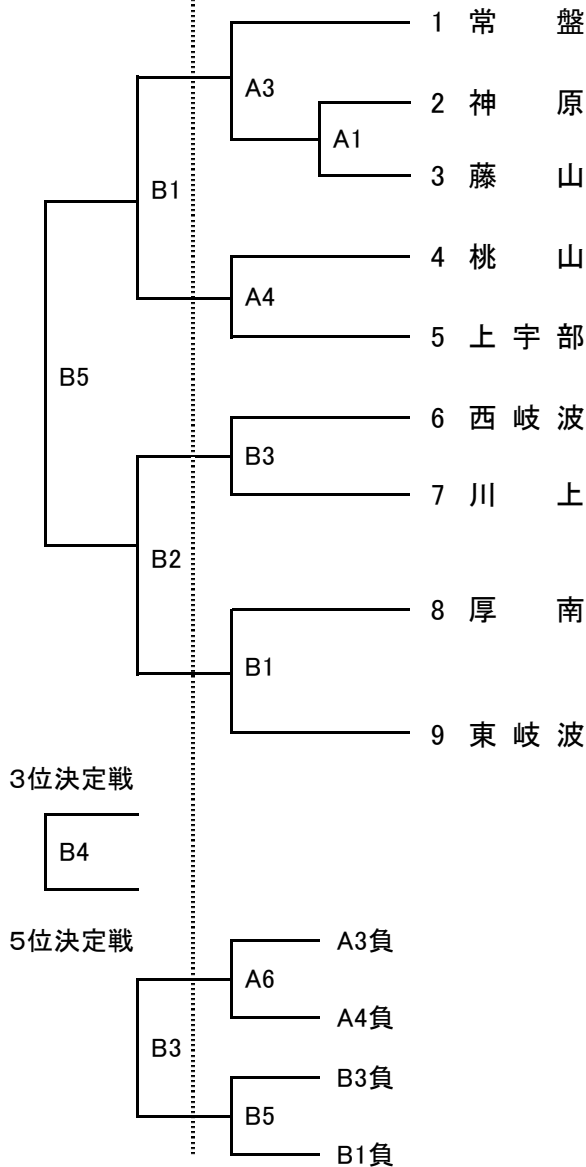 1 常 盤
A3
2 神 原
A1
3 藤 山
B1
4 桃 山
A4
5 上 宇 部
B5
6 西 岐 波
B3
7 川 上
B2
8 厚 南
B1
9 東 岐 波
3位決定戦
B4
5位決定戦
A3負
A6
A4負
B3
B3負
B5
B1負